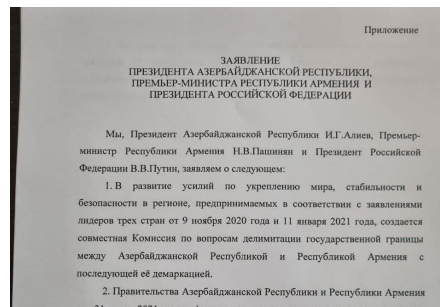 Приложение
ЗАЯВЛЕНИЕ
ПРЕЗИДЕНТА АЗЕРБАЙДЖАНСКОЙ РЕСПУБЛИКИ,
ПРЕМЬЕР-МИНИСТРА РЕСПУБЛИКИ АРМЕНИЯ И
ПРЕЗИДЕНТА РОССИЙСКОЙ ФЕДЕРАЦИИ
Мы, Президент Азербайджанской Республики И.Г.Алиев, Премьер-
министр Республики Армения Н.В.Пашинян и Президент Российской
Федерации В.В.Путин, заявляем о следующем:
1. В развитие усилий по укреплению мира, стабильности и
безопасности в регионе, предпринимаемых в соответствии с заявлениями
лидеров трех стран от 9 ноября 2020 года и 11 января 2021 года, создается
совместная Комиссия по вопросам делимитации государственной границы
между Азербайджанской Республикой и Республикой Армения с
последующей её демаркацией.
2. Правительства Азербайджанской Республики и Республики Армения